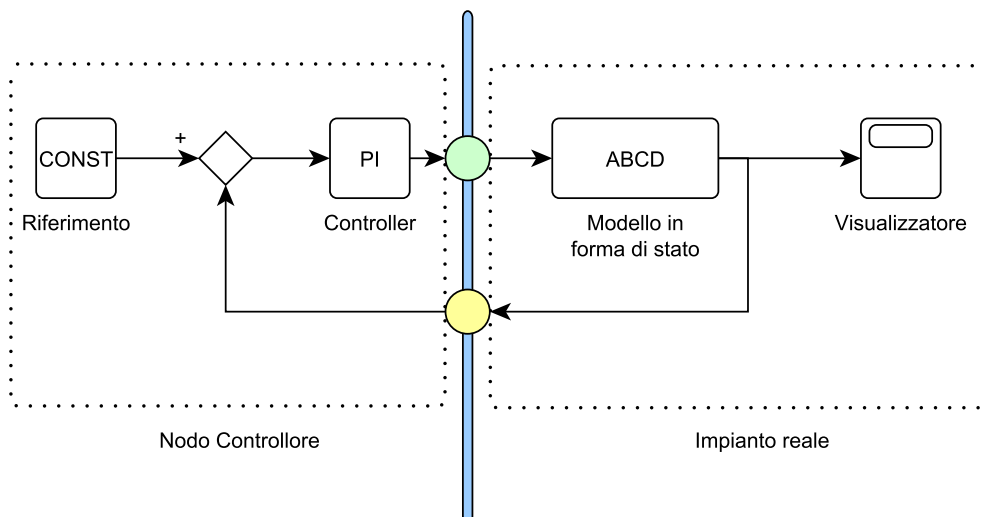 +
CONST
PI
ABCD
Riferimento
Controller
Modello in
forma di stato
Visualizzatore
Nodo Controllore
Impianto reale